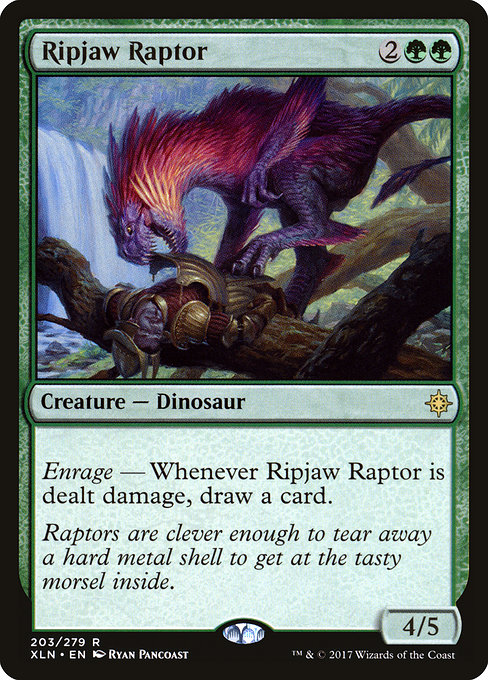 Ripjaw Raptor 2
Creature — Dinosaur
Enrage — Whenever Ripjaw Raptor is
dealt damage, draw a card.
Raptors are clever enough to tear away
a hard metal shell to get at the tasty
morsel inside.
4/5
203/279 R
XLN • EN Ryan Pancoast
™ & © 2017 Wizards of the Coast